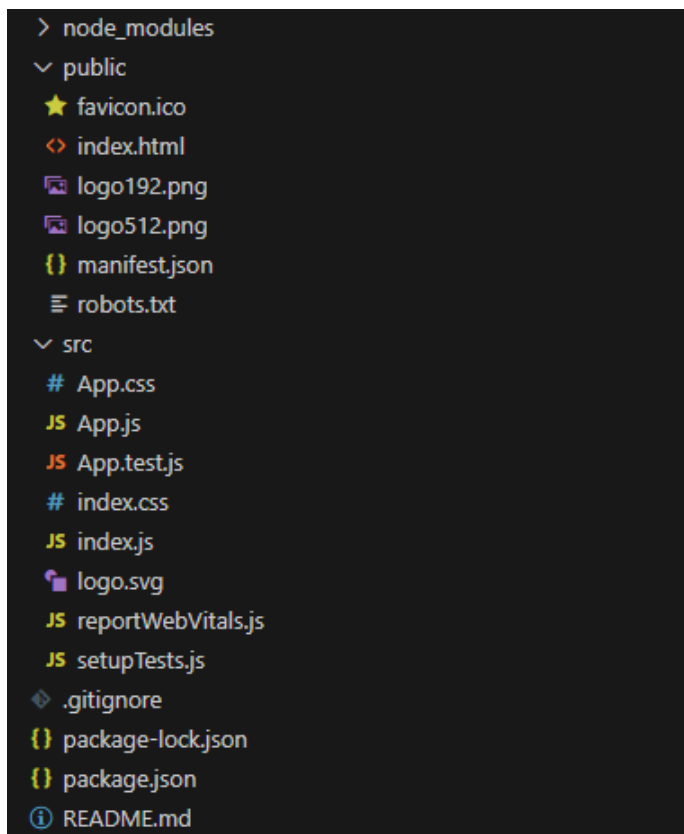 node_modules
public
favicon.ico
index.html
logo192.png
logo512.png
manifest.json
robots.txt
src
App.css
App.js
App.test.js
index.css
index.js
logo.svg
reportWebVitals.js
setupTests.js
.gitignore
package-lock.json
package.json
README.md